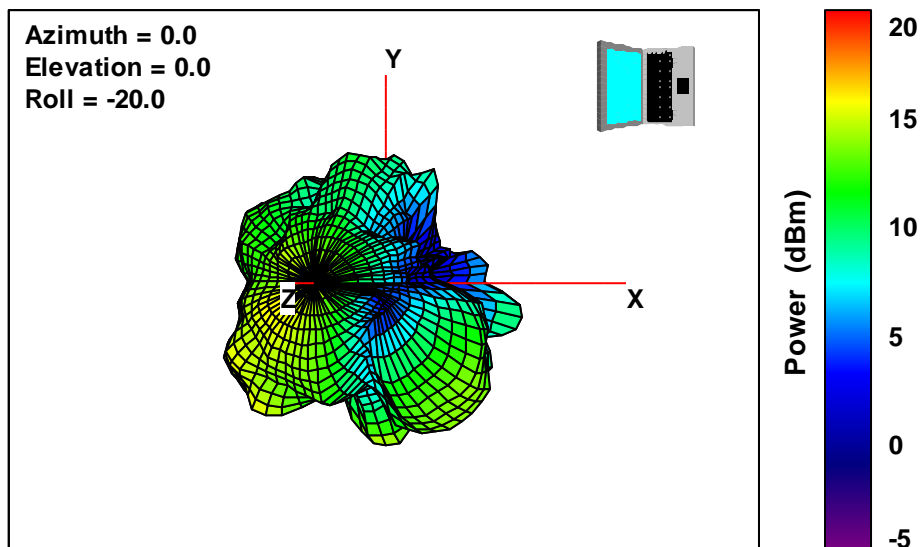 Azimuth = 0.0
Elevation = 0.0
Roll = -20.0
Y
X
Z
Power (dBm)
20
15
10
5
0
-5